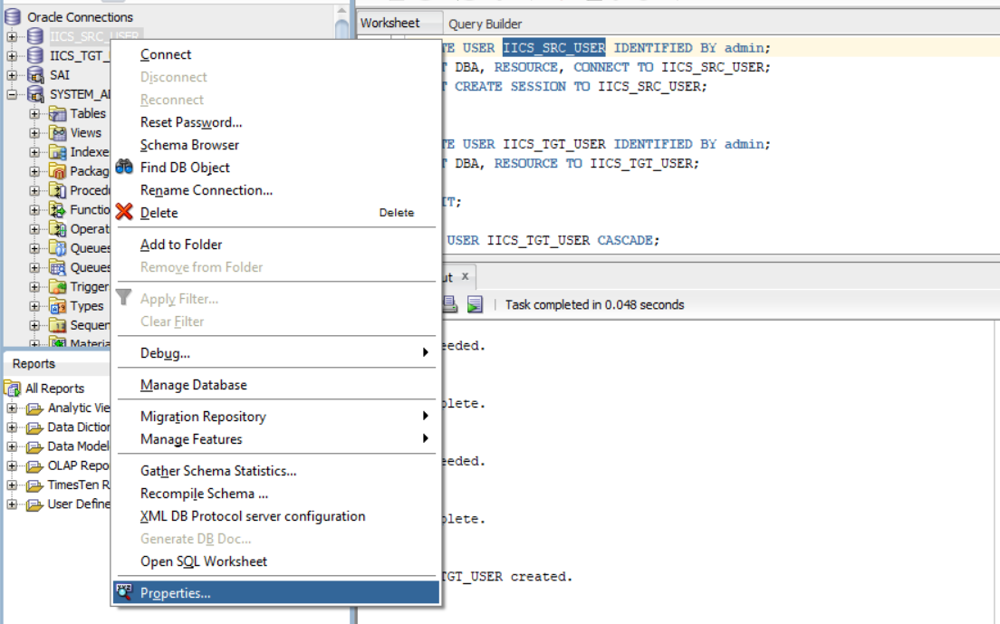 Oracle Connections
IICS_SRC_USER
IICS_TGT_
SAI
SYSTEM_A
Tables
Views
Indexe
Packag
Proced
Functio
Operat
Queues
Queues
Trigger
Types
Sequen
Materia
Reports
All Reports
Analytic Vie
Data Diction
Data Model
OLAP Repo
TimesTen R
User Define
Connect
Disconnect
Reconnect
Reset Password...
Schema Browser
Find DB Object
Rename Connection...
Delete Delete
Add to Folder
Remove from Folder
Apply Filter...
Clear Filter
Debug...
Manage Database
Migration Repository
Manage Features
Gather Schema Statistics...
Recompile Schema ...
XML DB Protocol server configuration
Generate DB Doc...
Open SQL Worksheet
Properties...
Worksheet Query Builder
TE USER IICS_SRC_USER IDENTIFIED BY admin;
T DBA, RESOURCE, CONNECT TO IICS_SRC_USER;
T CREATE SESSION TO IICS_SRC_USER;
TE USER IICS_TGT_USER IDENTIFIED BY admin;
T DBA, RESOURCE TO IICS_TGT_USER;
IT;
USER IICS_TGT_USER CASCADE;
ut x
Task completed in 0.048 seconds
eeded.
plete.
eeded.
plete.
TGT_USER created.